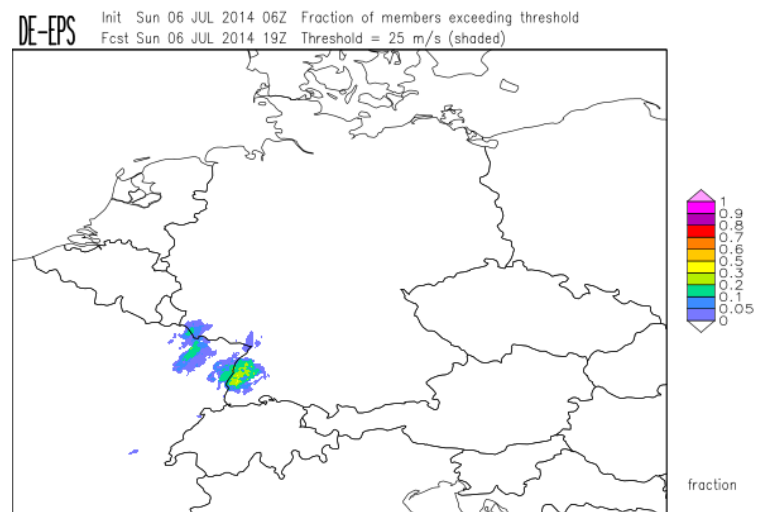 DE-EPS
Init Sun 06 JUL 2014 06Z Fraction of members exceeding threshold
Fcst Sun 06 JUL 2014 19Z Threshold = 25 m/s (shaded)
1
0.9
0.8
0.7
0.6
0.5
0.3
0.2
0.1
0.05
0
fraction